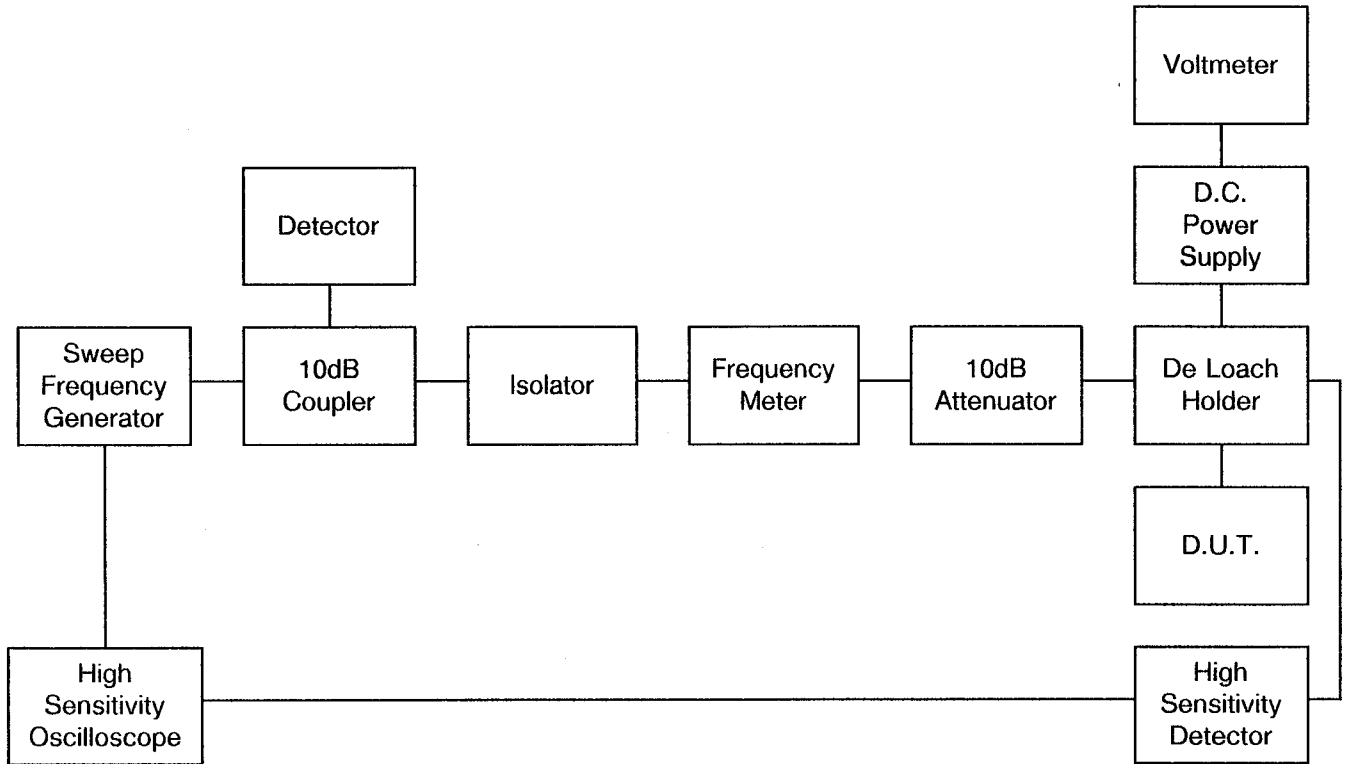 Voltmeter
D.C.
Power
Supply
Detector
Sweep
Frequency
Generator
10dB
Coupler
Isolator
Frequency
Meter
10dB
Attenuator
De Loach
Holder
D.U.T.
High
Sensitivity
Oscilloscope
High
Sensitivity
Detector